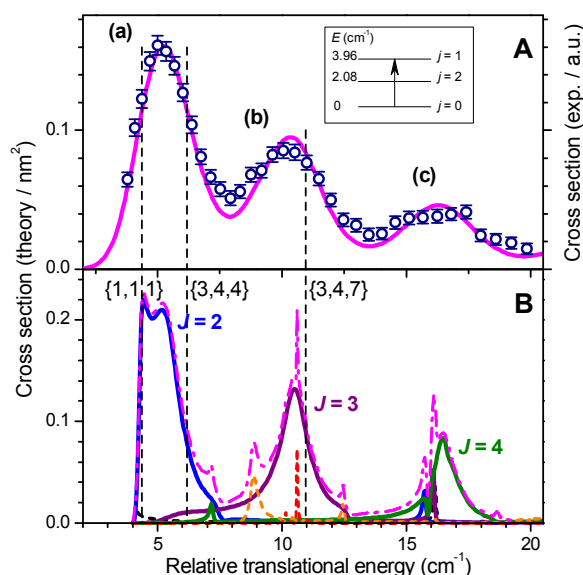 (a)
(b)
(c)
A
E (cm⁻¹)
3.96 j = 1
2.08 j = 2
0 j = 0
0.1
0.0
Cross section (theory / nm²)
Cross section (exp. / a.u.)
{1,1,1}
{3,4,4}
{3,4,7}
B
J = 2
J = 3
J = 4
0.2
0.1
0.0
5 10 15 20
Relative translational energy (cm⁻¹)